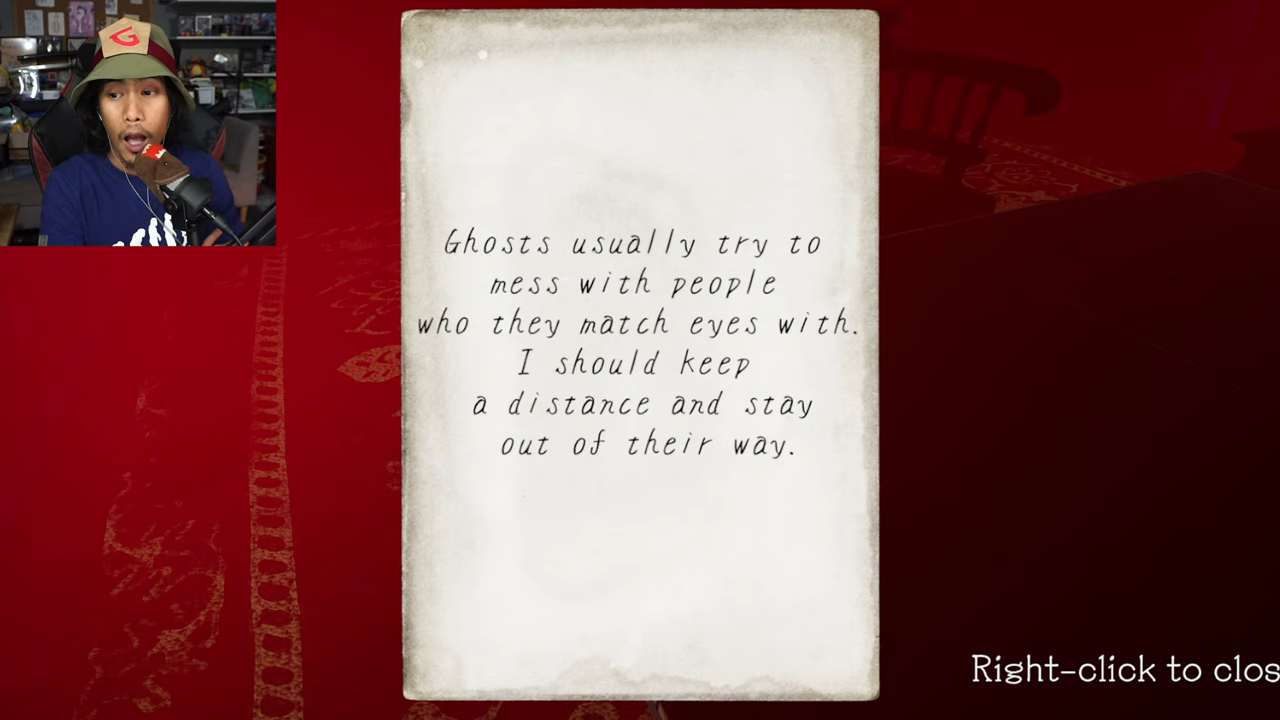 G
Ghosts usually try to
mess with people
who they match eyes with.
I should keep
a distance and stay
out of their way.
Right-click to clos